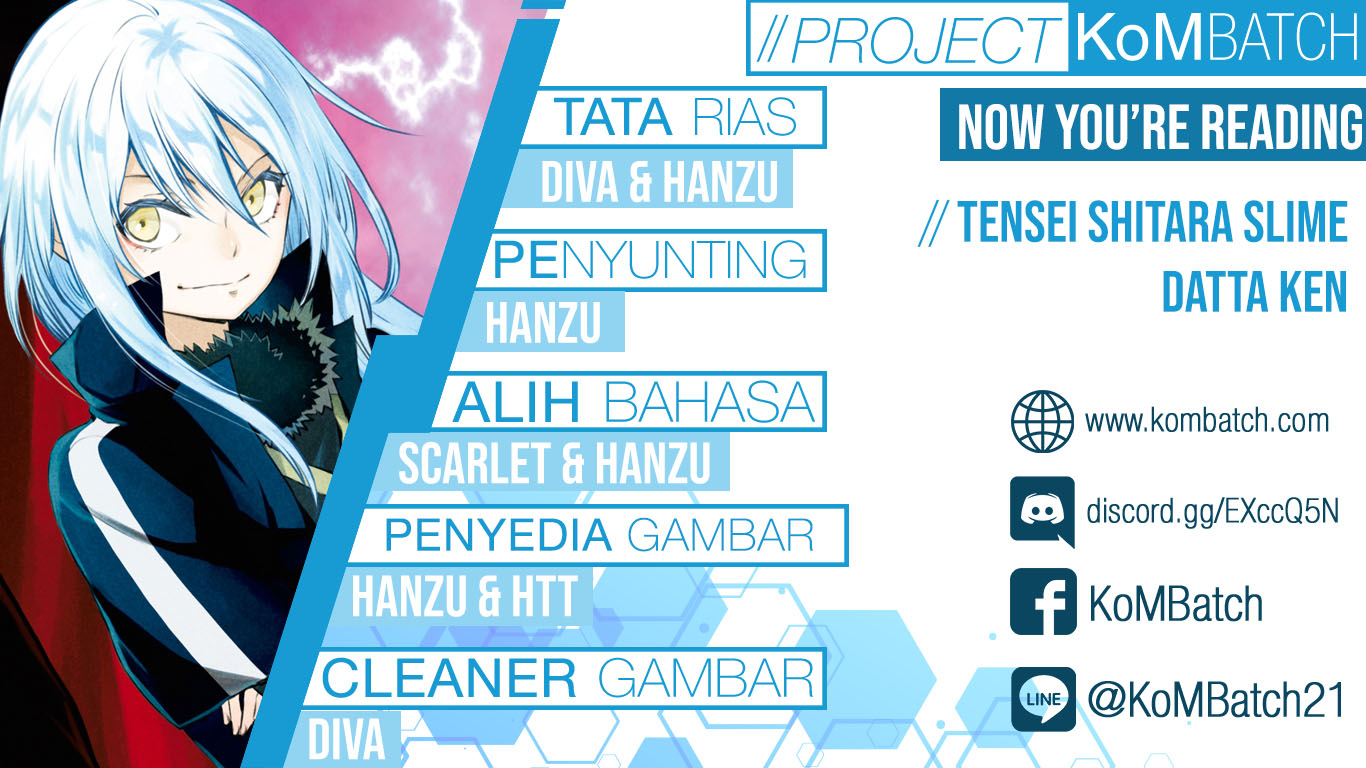 //PROJECT KoMBATCH
TATA RIAS
DIVA & HANZU
PENYUNTING
HANZU
ALIH BAHASA
SCARLET & HANZU
PENYEDIA GAMBAR
HANZU & HTT
CLEANER GAMBAR
DIVA
NOW YOU'RE READING
// TENSEI SHITARA SLIME
DATTA KEN
www.kombatch.com
discord.gg/EXccQ5N
KoMBatch
LINE @KoMBatch21